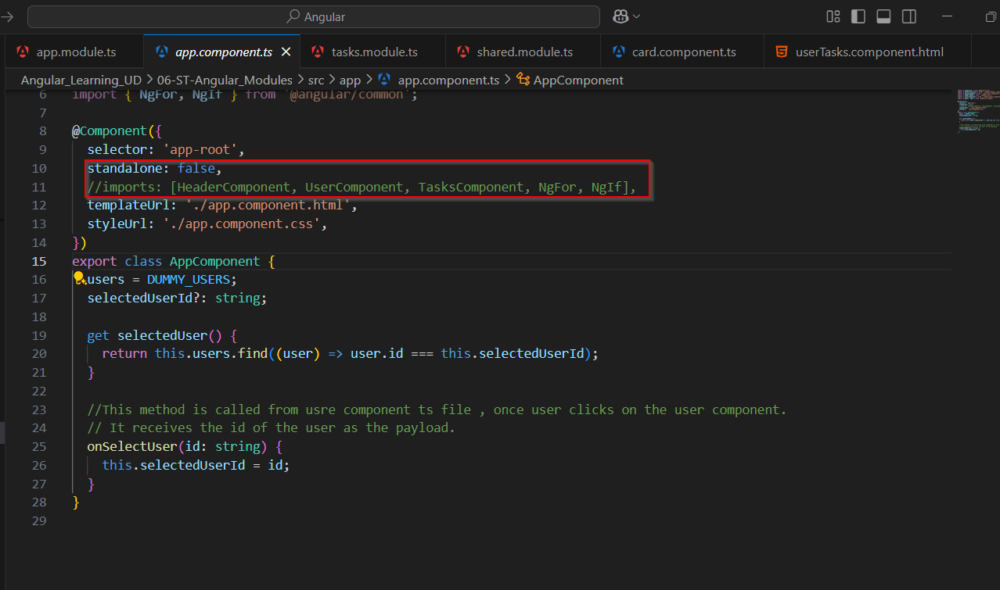 Angular
app.module.ts
app.component.ts
tasks.module.ts
shared.module.ts
card.component.ts
userTasks.component.html
Angular_Learning_UD > 06-ST-Angular_Modules > src > app > app.component.ts > AppComponent
6 import { NgFor, NgIf } from '@angular/common';
7
8 @Component({
9 selector: 'app-root',
10 standalone: false,
11 //imports: [HeaderComponent, UserComponent, TasksComponent, NgFor, NgIf],
12 templateUrl: './app.component.html',
13 styleUrl: './app.component.css',
14 })
15 export class AppComponent {
16 users = DUMMY_USERS;
17 selectedUserId?: string;
18
19 get selectedUser() {
20 return this.users.find((user) => user.id === this.selectedUserId);
21 }
22
23 //This method is called from usre component ts file , once user clicks on the user component.
24 // It receives the id of the user as the payload.
25 onSelectUser(id: string) {
26 this.selectedUserId = id;
27 }
28 }
29